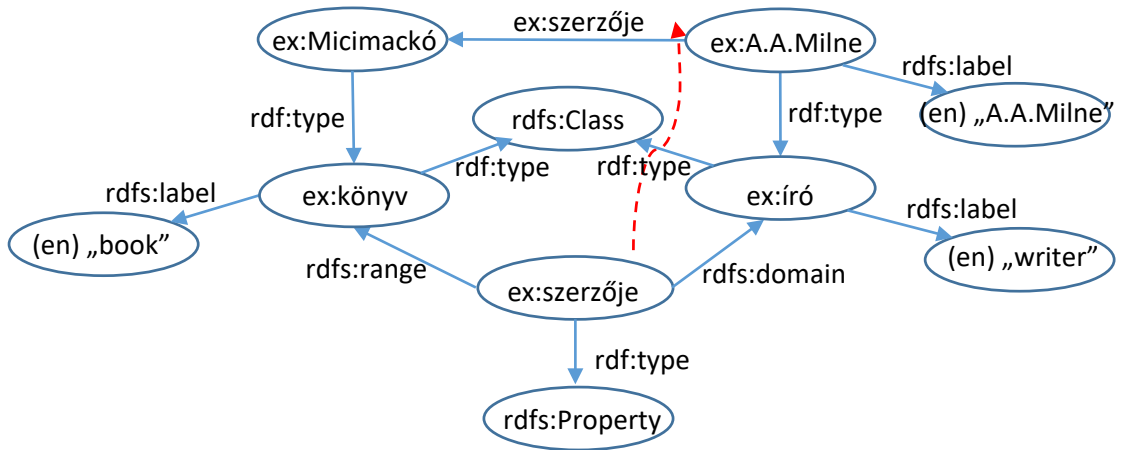 ex:szerzője
ex:Micimackó
ex:A.A.Milne
rdfs:label
rdf:type
rdfs:Class
rdf:type
(en) „A.A.Milne”
rdf:type
rdf:type
rdfs:label
ex:könyv
ex:író
rdfs:label
(en) „book”
rdfs:range
rdfs:domain
(en) „writer”
ex:szerzője
rdf:type
rdfs:Property